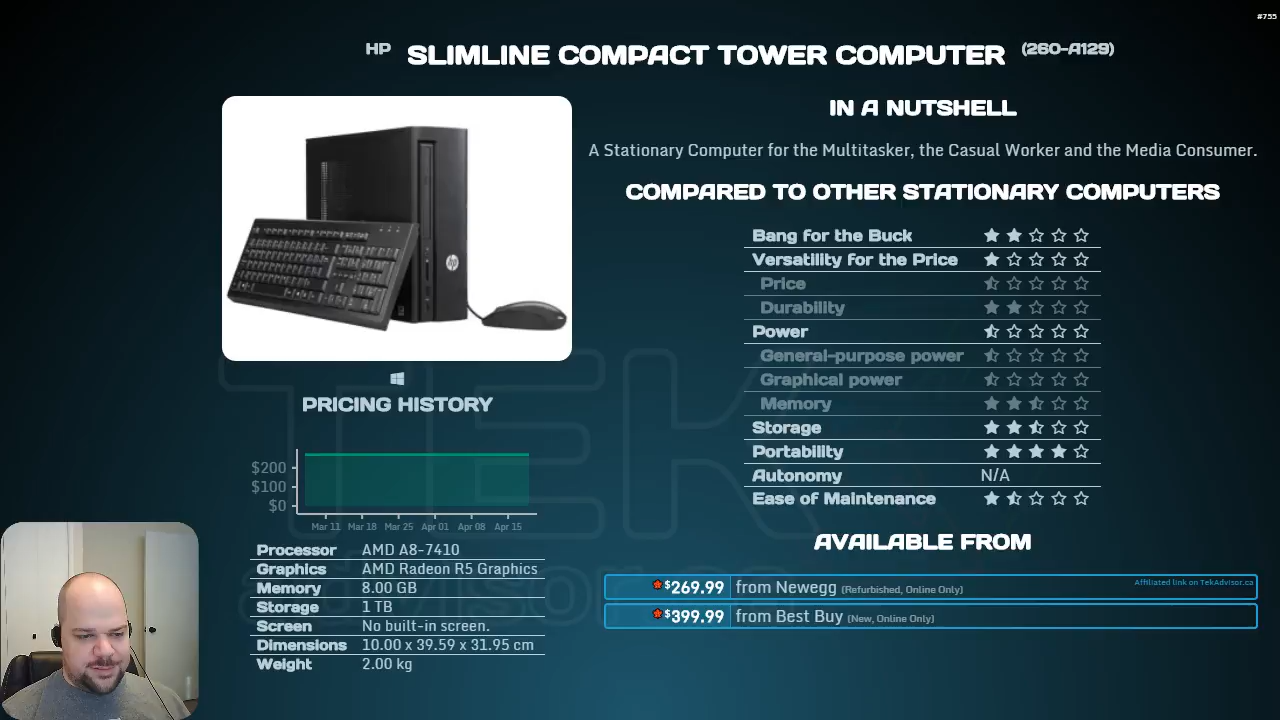 #755
HP SLIMLINE COMPACT TOWER COMPUTER (260-A129)
IN A NUTSHELL
A Stationary Computer for the Multitasker, the Casual Worker and the Media Consumer.
COMPARED TO OTHER STATIONARY COMPUTERS
Bang for the Buck
Versatility for the Price
Price
Durability
Power
General-purpose power
Graphical power
Memory
Storage
Portability
Autonomy N/A
Ease of Maintenance
PRICING HISTORY
$200
$100
$0
Mar 11 Mar 18 Mar 25 Apr 01 Apr 08 Apr 15
Processor AMD A8-7410
Graphics AMD Radeon R5 Graphics
Memory 8.00 GB
Storage 1 TB
Screen No built-in screen.
Dimensions 10.00 x 39.59 x 31.95 cm
Weight 2.00 kg
AVAILABLE FROM
$269.99 from Newegg (Refurbished, Online Only) Affiliated link on TekAdvisor.ca
$399.99 from Best Buy (New, Online Only)
TEK
hp